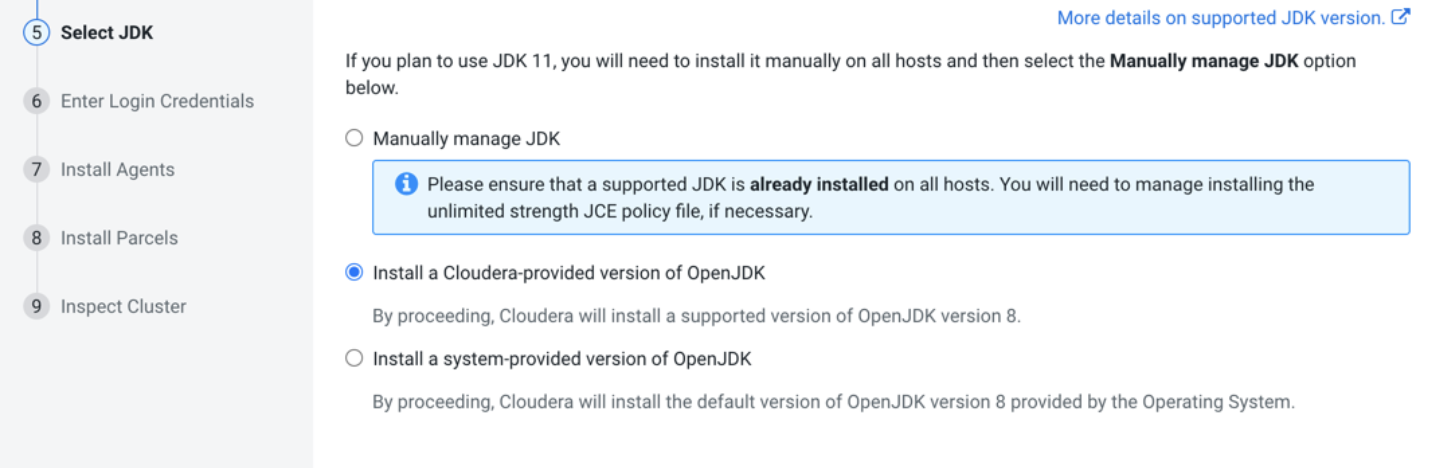 5 Select JDK
6 Enter Login Credentials
7 Install Agents
8 Install Parcels
9 Inspect Cluster
More details on supported JDK version.
If you plan to use JDK 11, you will need to install it manually on all hosts and then select the Manually manage JDK option
below.
Manually manage JDK
Please ensure that a supported JDK is already installed on all hosts. You will need to manage installing the
unlimited strength JCE policy file, if necessary.
Install a Cloudera-provided version of OpenJDK
By proceeding, Cloudera will install a supported version of OpenJDK version 8.
Install a system-provided version of OpenJDK
By proceeding, Cloudera will install the default version of OpenJDK version 8 provided by the Operating System.